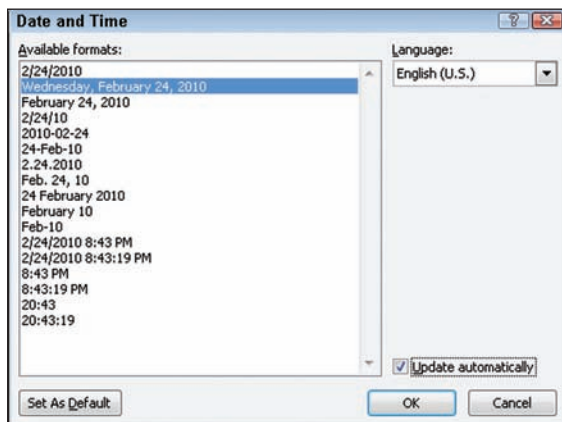 Date and Time
Available formats:
Language:
2/24/2010
English (U.S.)
Wednesday, February 24, 2010
February 24, 2010
2/24/10
2010-02-24
24-Feb-10
2.24.2010
Feb. 24, 10
24 February 2010
February 10
Feb-10
2/24/2010 8:43 PM
2/24/2010 8:43:19 PM
8:43 PM
8:43:19 PM
20:43
20:43:19
Update automatically
Set As Default
OK
Cancel